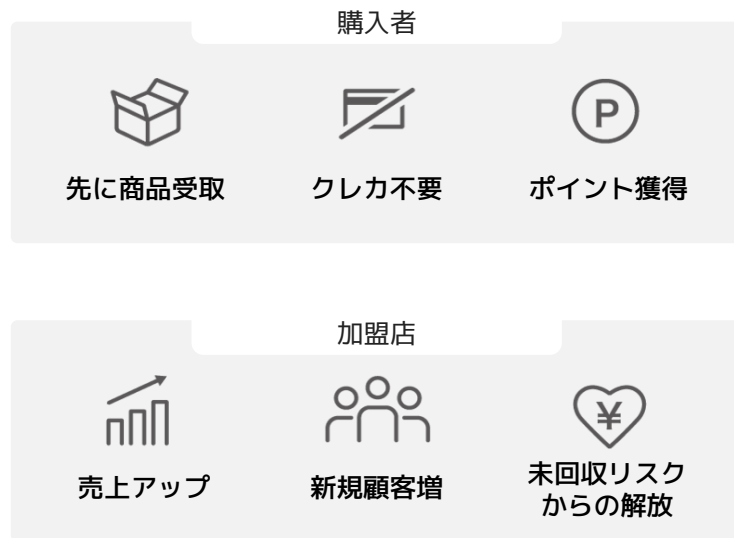 購入者
P
先に商品受取
クレカ不要
ポイント獲得
加盟店
¥
売上アップ
新規顧客増
未回収リスク
からの解放